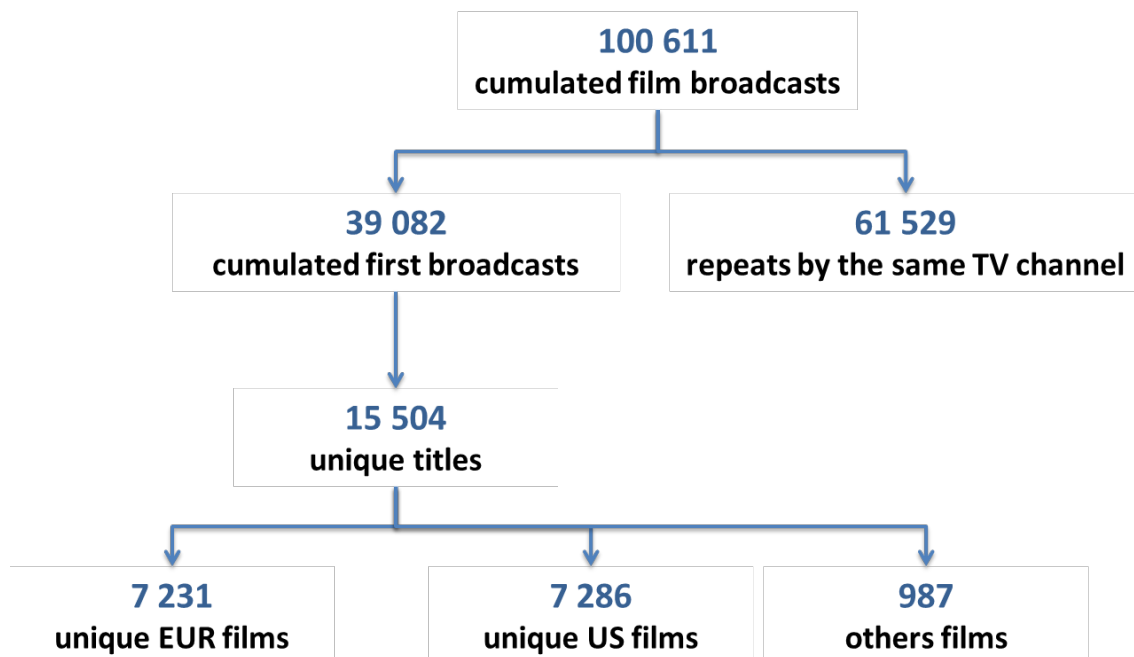 100 611
cumulated film broadcasts
39 082
cumulated first broadcasts
61 529
repeats by the same TV channel
15 504
unique titles
7 231
unique EUR films
7 286
unique US films
987
others films